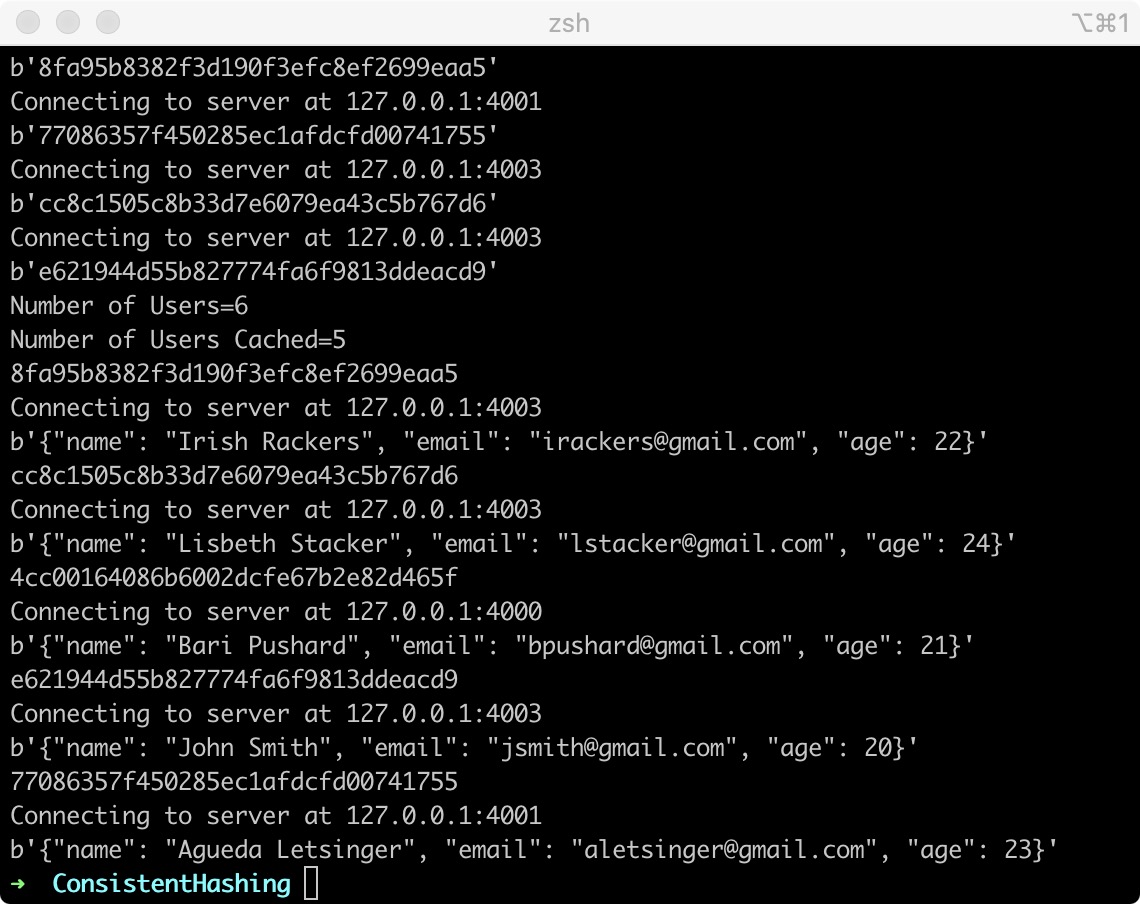 zsh
⌥⌘1
b'8fa95b8382f3d190f3efc8ef2699eaa5'
Connecting to server at 127.0.0.1:4001
b'77086357f450285ec1afdcfd00741755'
Connecting to server at 127.0.0.1:4003
b'cc8c1505c8b33d7e6079ea43c5b767d6'
Connecting to server at 127.0.0.1:4003
b'e621944d55b827774fa6f9813ddeacd9'
Number of Users=6
Number of Users Cached=5
8fa95b8382f3d190f3efc8ef2699eaa5
Connecting to server at 127.0.0.1:4003
b'{"name": "Irish Rackers", "email": "irackers@gmail.com", "age": 22}'
cc8c1505c8b33d7e6079ea43c5b767d6
Connecting to server at 127.0.0.1:4003
b'{"name": "Lisbeth Stacker", "email": "lstacker@gmail.com", "age": 24}'
4cc00164086b6002dcfe67b2e82d465f
Connecting to server at 127.0.0.1:4000
b'{"name": "Bari Pushard", "email": "bpushard@gmail.com", "age": 21}'
e621944d55b827774fa6f9813ddeacd9
Connecting to server at 127.0.0.1:4003
b'{"name": "John Smith", "email": "jsmith@gmail.com", "age": 20}'
77086357f450285ec1afdcfd00741755
Connecting to server at 127.0.0.1:4001
b'{"name": "Agueda Letsinger", "email": "aletsinger@gmail.com", "age": 23}'
➜ ConsistentHashing